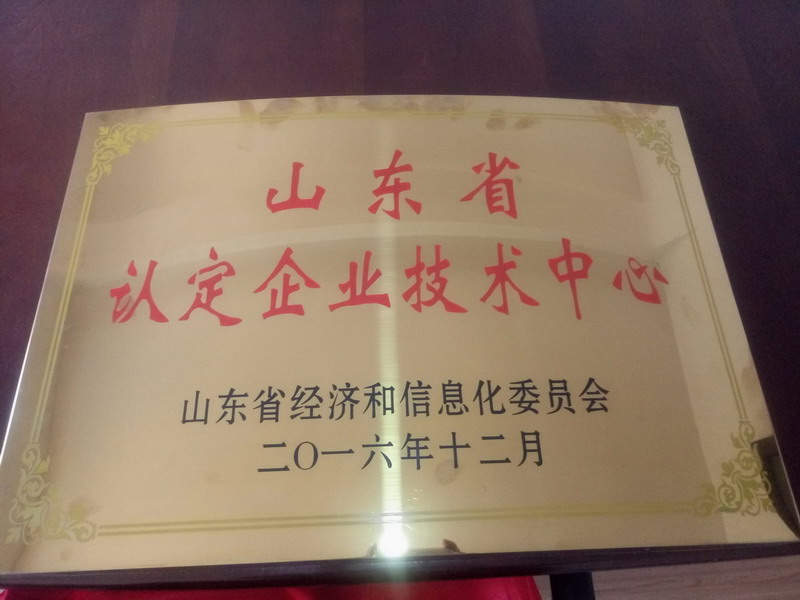 山东省
认定企业技术中心
山东省经济和信息化委员会
二〇一六年十二月